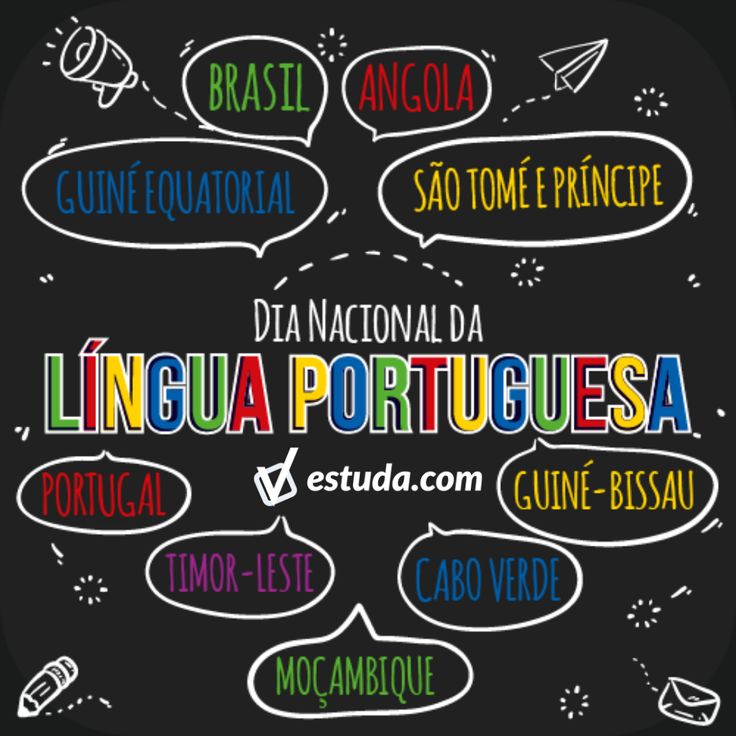 BRASIL
ANGOLA
GUINÉ EQUATORIAL
SÃO TOMÉ E PRÍNCIPE
DIA NACIONAL DA
LÍNGUA PORTUGUESA
PORTUGAL
estuda.com
GUINÉ-BISSAU
TIMOR-LESTE
CABO VERDE
MOÇAMBIQUE